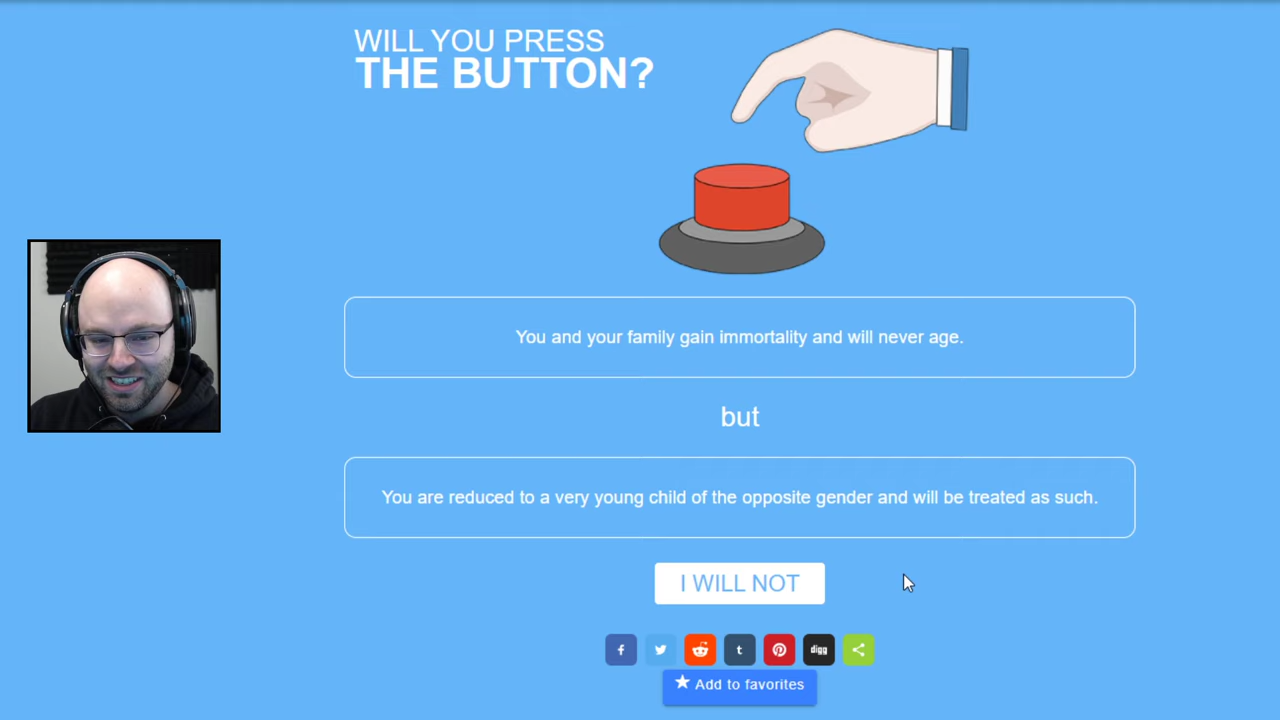 WILL YOU PRESS
THE BUTTON?
You and your family gain immortality and will never age.
but
You are reduced to a very young child of the opposite gender and will be treated as such.
I WILL NOT
f
t
digg
Add to favorites